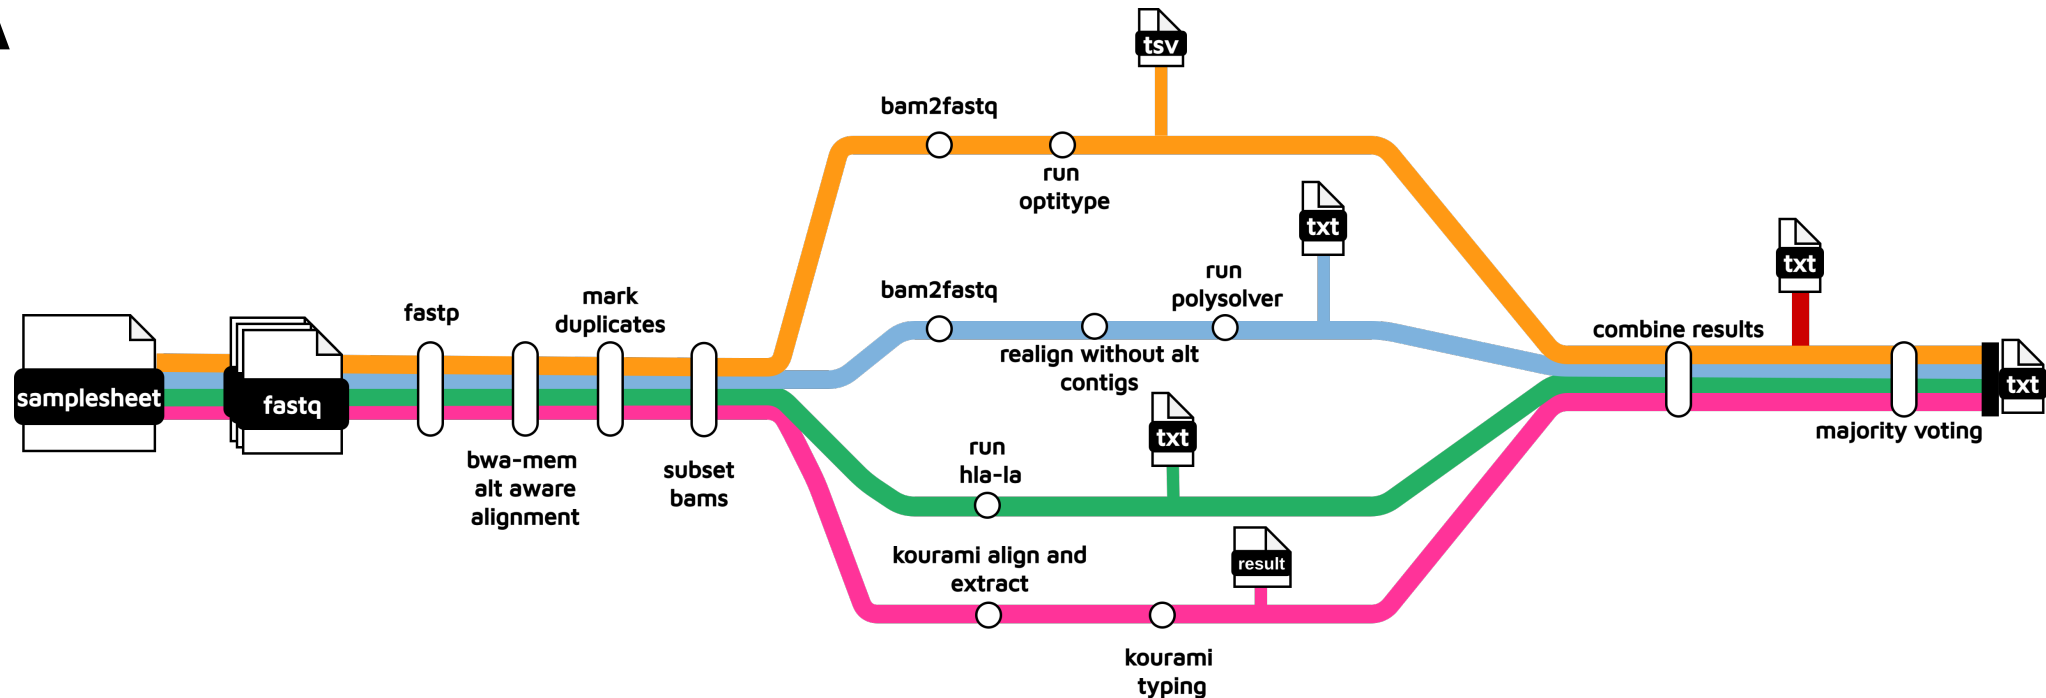 tsv
bam2fastq
run
optitype
txt
bam2fastq
run
polysolver
realign without alt
contigs
txt
combine results
majority voting
txt
samplesheet
fastq
fastp
mark
duplicates
bwa-mem
alt aware
alignment
subset
bams
run
hla-la
txt
kourami align and
extract
result
kourami
typing